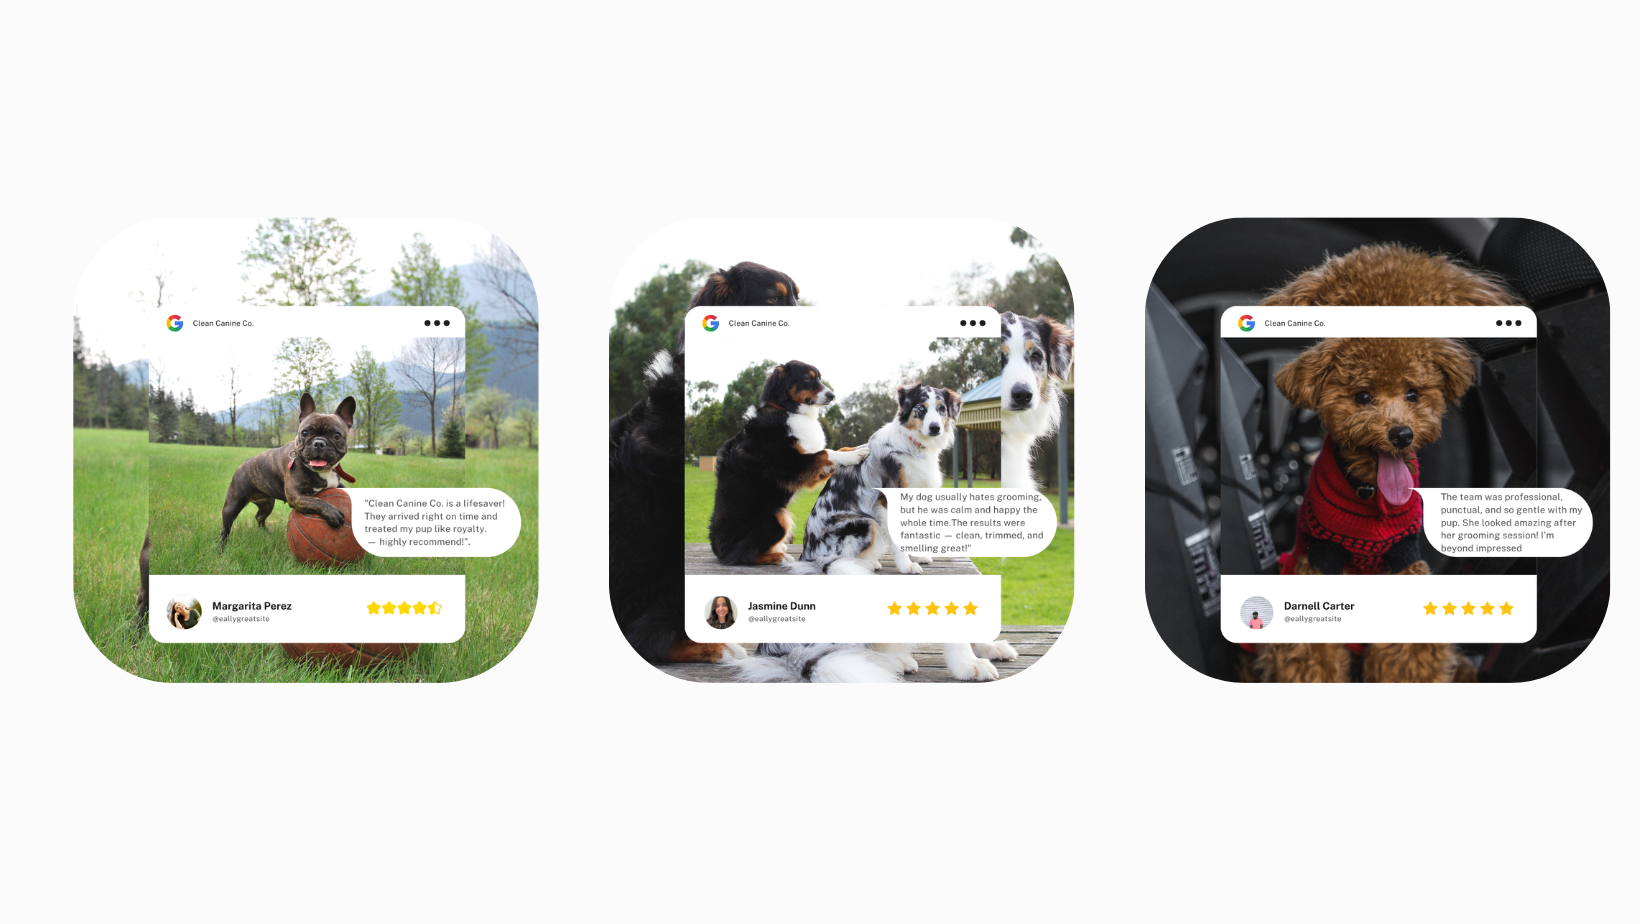 Clean Canine Co.
"Clean Canine Co. is a lifesaver!
They arrived right on time and
treated my pup like royalty.
— highly recommend!".
Margarita Perez
@eallygreatsite
Clean Canine Co.
My dog usually hates grooming,
but he was calm and happy the
whole time.The results were
fantastic — clean, trimmed, and
smelling great!"
Jasmine Dunn
@eallygreatsite
Clean Canine Co.
The team was professional,
punctual, and so gentle with my
pup. She looked amazing after
her grooming session! I'm
beyond impressed
Darnell Carter
@eallygreatsite